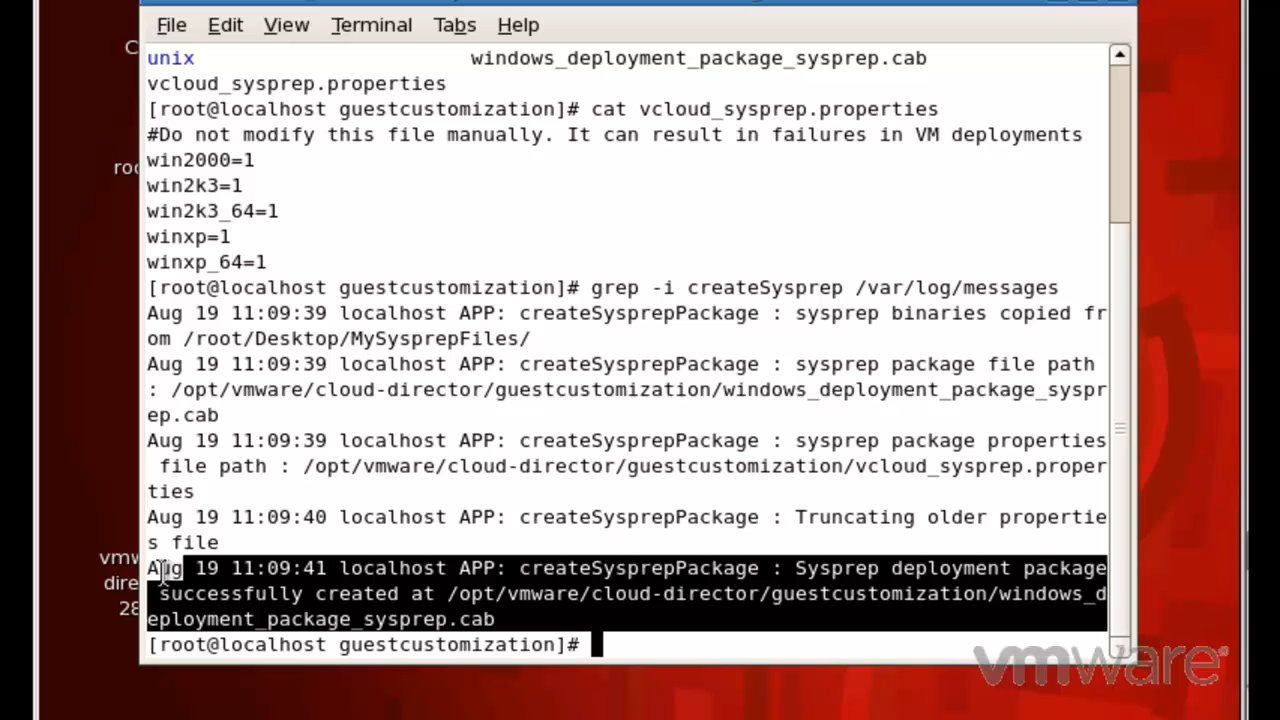 File Edit View Terminal Tabs Help
unix windows_deployment_package_sysprep.cab
vcloud_sysprep.properties
[root@localhost guestcustomization]# cat vcloud_sysprep.properties
#Do not modify this file manually. It can result in failures in VM deployments
win2000=1
win2k3=1
win2k3_64=1
winxp=1
winxp_64=1
[root@localhost guestcustomization]# grep -i createSysprep /var/log/messages
Aug 19 11:09:39 localhost APP: createSysprepPackage : sysprep binaries copied fr
om /root/Desktop/MySysprepFiles/
Aug 19 11:09:39 localhost APP: createSysprepPackage : sysprep package file path
: /opt/vmware/cloud-director/guestcustomization/windows_deployment_package_syspr
ep.cab
Aug 19 11:09:39 localhost APP: createSysprepPackage : sysprep package properties
file path : /opt/vmware/cloud-director/guestcustomization/vcloud_sysprep.proper
ties
Aug 19 11:09:40 localhost APP: createSysprepPackage : Truncating older propertie
s file
Aug 19 11:09:41 localhost APP: createSysprepPackage : Sysprep deployment package
successfully created at /opt/vmware/cloud-director/guestcustomization/windows_d
eployment_package_sysprep.cab
[root@localhost guestcustomization]#
C
roo
vmw
dire
28
vmware®